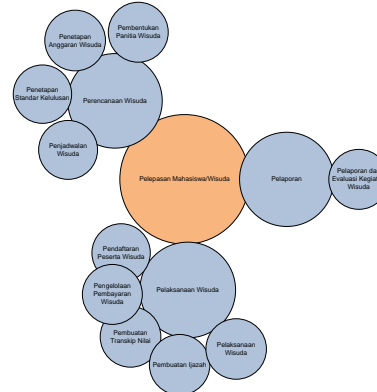 Penetapan
Anggaran Wisuda
Pembentukan
Panitia Wisuda
Penetapan
Standar Kelulusan
Perencanaan Wisuda
Penjadwalan
Wisuda
Pelepasan Mahasiswa/Wisuda
Pelaporan
Pelaporan da
Evaluasi Kegia
Wisuda
Pendaftaran
Peserta Wisuda
Pengelolaan
Pembayaran
Wisuda
Pelaksanaan Wisuda
Pembuatan
Transkip Nilai
Pembuatan Ijazah
Pelaksanaan
Wisuda